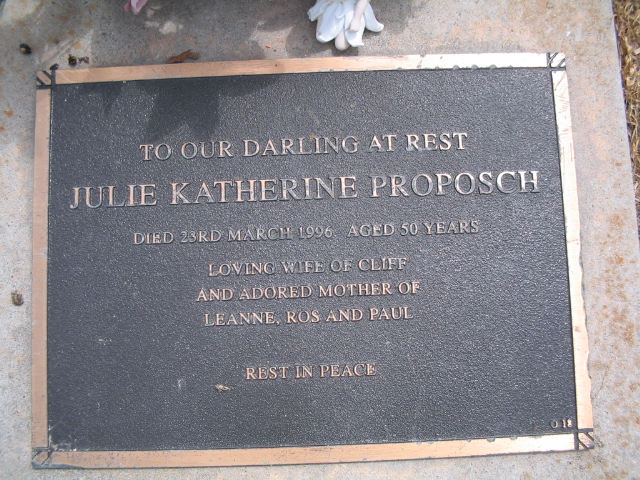 TO OUR DARLING AT REST
JULIE KATHERINE PROPOSCH
DIED 23RD MARCH 1996 AGED 50 YEARS
LOVING WIFE OF CLIFF
AND ADORED MOTHER OF
LEANNE, ROS AND PAUL
REST IN PEACE
O 18